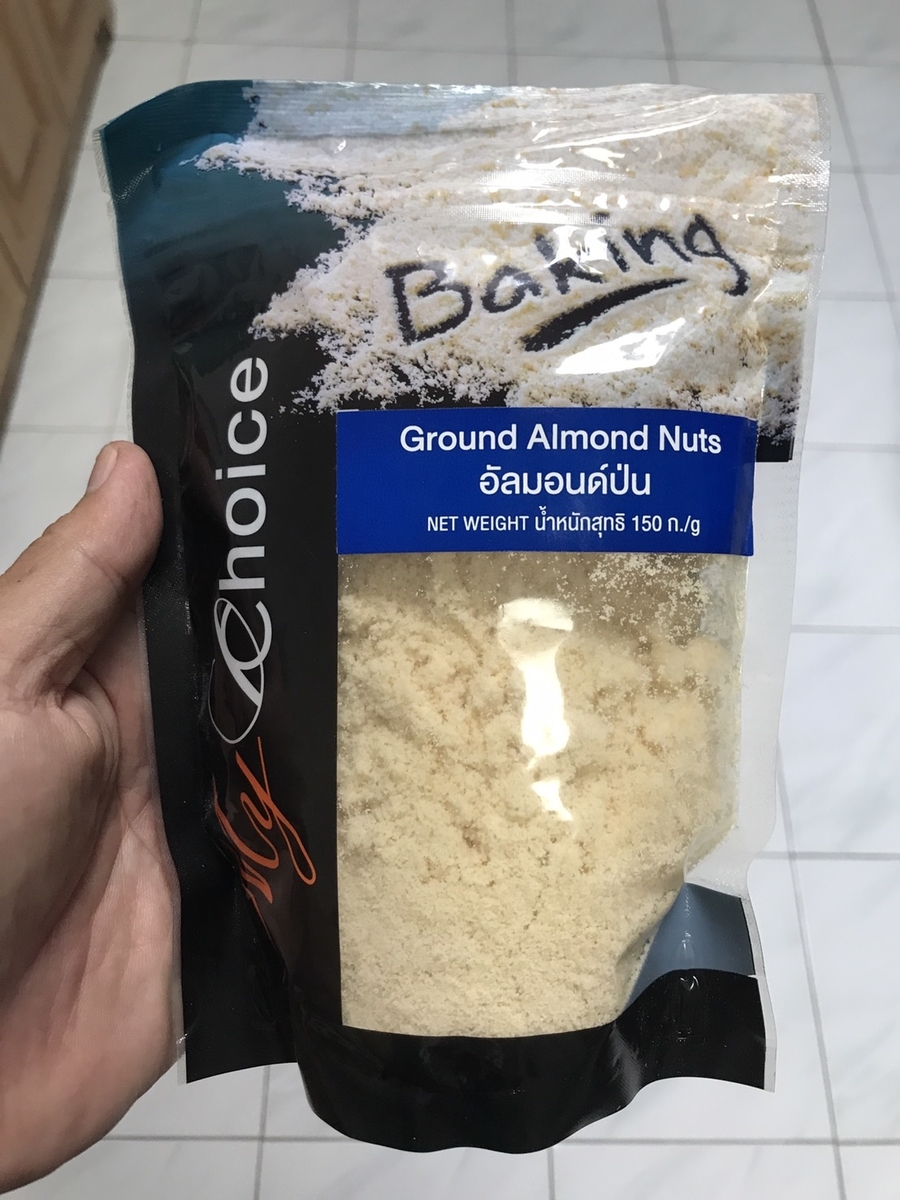 Baking
Ground Almond Nuts
อัลมอนด์ป่น
NET WEIGHT น้ำหนักสุทธิ 150 ก./g
My Choice